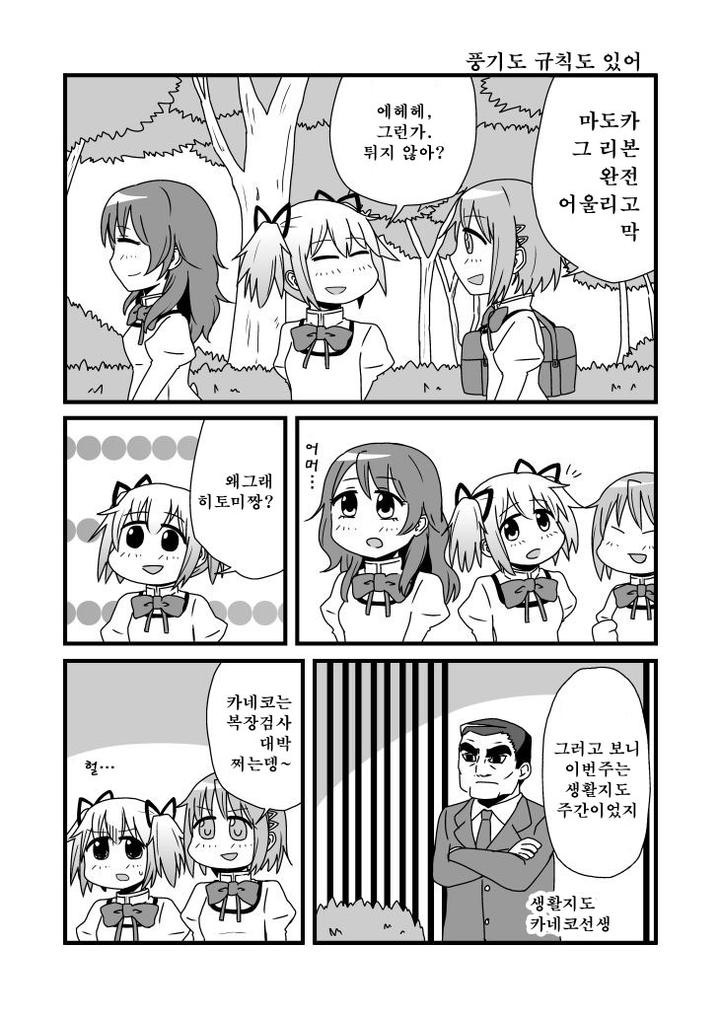 풍기도 규칙도 있어
마도카
그 리본
완전
어울리고
막
에헤헤,
그런가.
튀지 않아?
어머…
왜그래
히토미짱?
그러고 보니
이번주는
생활지도
주간이었지
생활지도
카네코선생
카네코는
복장검사
대박
쩌는뎅~
헐…